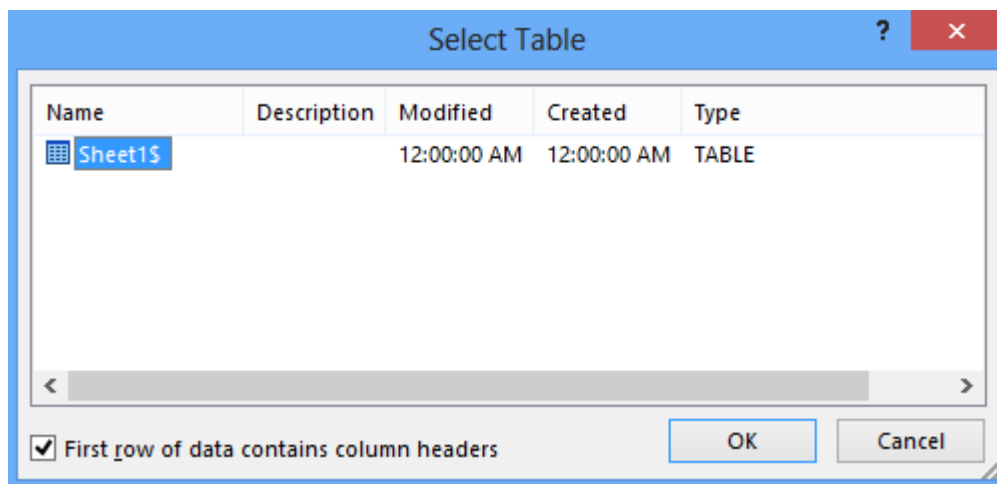 Select Table
?
Name Description Modified Created Type
Sheet1$ 12:00:00 AM 12:00:00 AM TABLE
First row of data contains column headers
OK Cancel